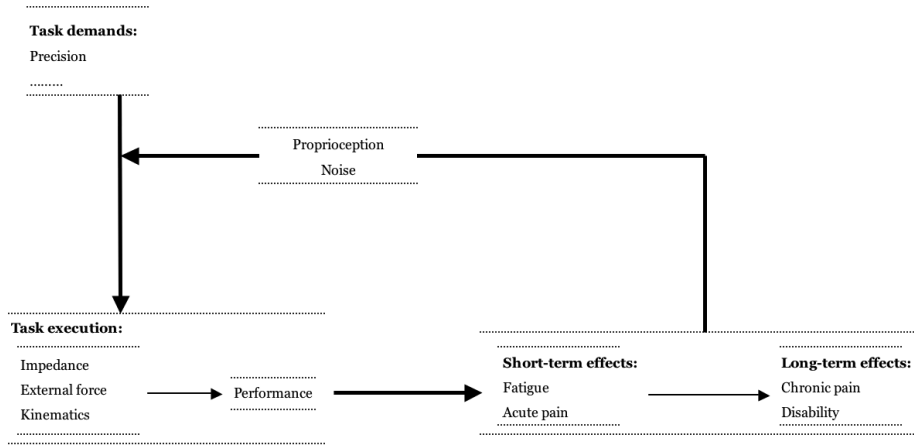 Task demands:
Precision
.........
Proprioception
Noise
Task execution:
Impedance
External force
Kinematics
Performance
Short-term effects:
Fatigue
Acute pain
Long-term effects:
Chronic pain
Disability